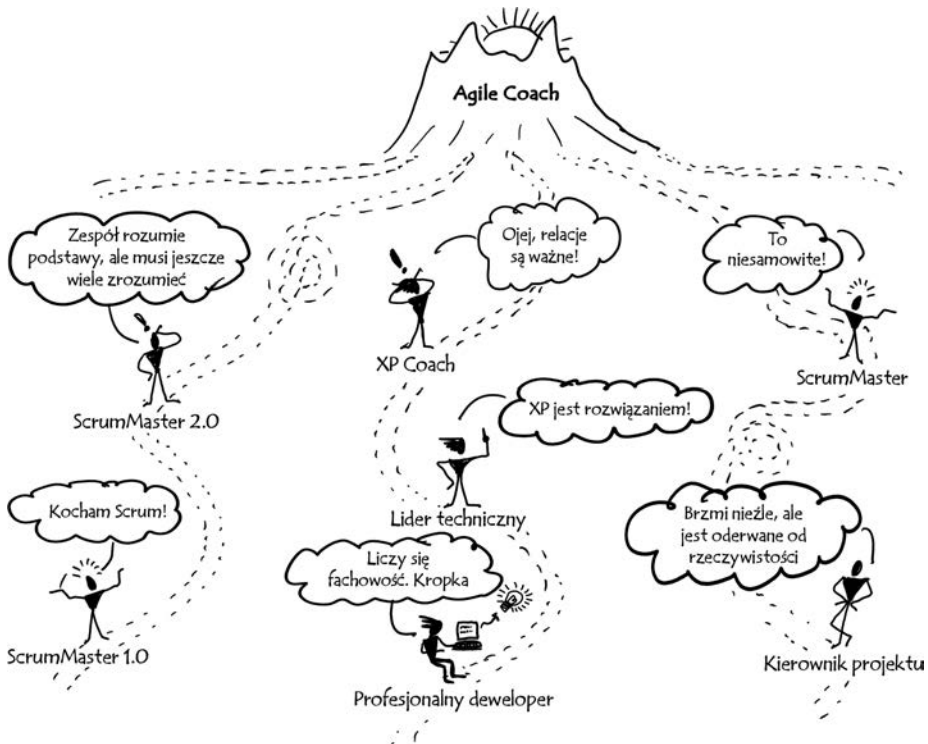 Agile Coach
Zespół rozumie
podstawy, ale musi jeszcze
wiele zrozumieć
Ojej, relacje
są ważne!
To
niesamowite!
XP Coach
ScrumMaster
ScrumMaster 2.0
XP jest rozwiązaniem!
Kocham Scrum!
Lider techniczny
Brzmi nieźle, ale
jest oderwane od
rzeczywistości
Liczy się
fachowość. Kropka
ScrumMaster 1.0
Kierownik projektu
Profesjonalny deweloper